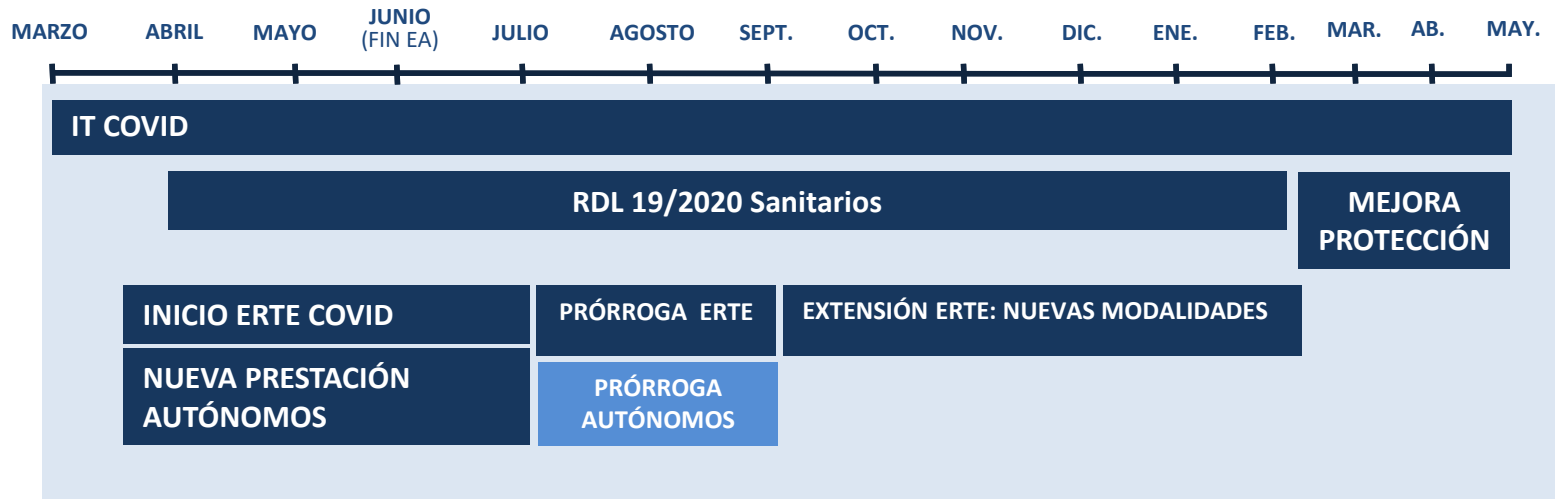 MARZO ABRIL MAYO JUNIO JULIO AGOSTO SEPT. OCT. NOV. DIC. ENE. FEB. MAR. AB. MAY.
(FIN EA)
IT COVID
RDL 19/2020 Sanitarios
MEJORA
PROTECCIÓN
INICIO ERTE COVID
PRÓRROGA ERTE
EXTENSIÓN ERTE: NUEVAS MODALIDADES
NUEVA PRESTACIÓN
AUTÓNOMOS
PRÓRROGA
AUTÓNOMOS